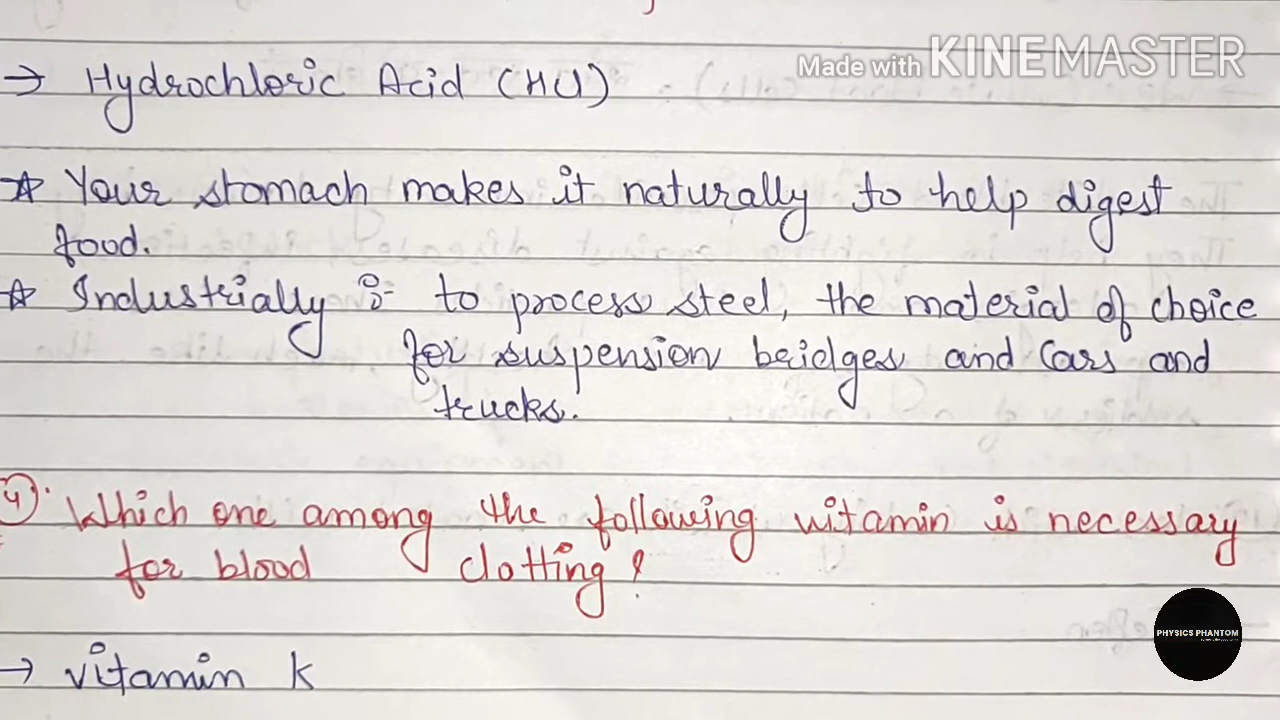 Made with KINEMASTER
→ Hydrochloric Acid (HCl)
☆ Your stomach makes it naturally to help digest
food.
☆ Industrially :- to process steel, the material of choice
for suspension bridges and Cars and
trucks.
4. Which one among the following vitamin is necessary
for blood clotting?
PHYSICS PHANTOM
→ vitamin K